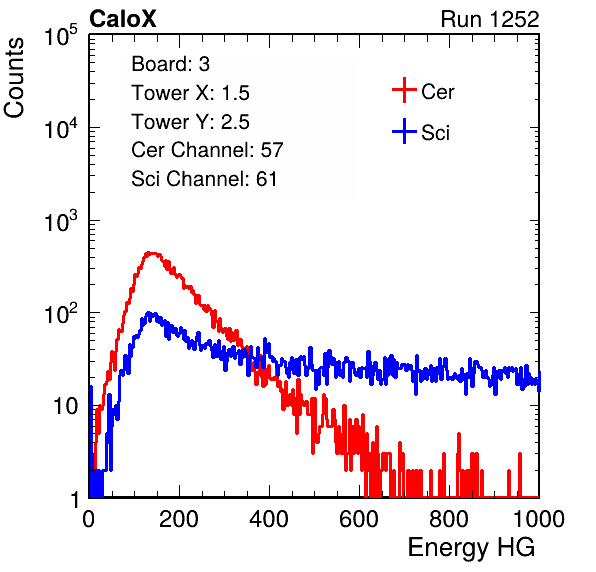 CaloX Run 1252
Counts
10^5
10^4
10^3
10^2
10
1
Board: 3
Tower X: 1.5
Tower Y: 2.5
Cer Channel: 57
Sci Channel: 61
Cer
Sci
0 200 400 600 800 1000
Energy HG